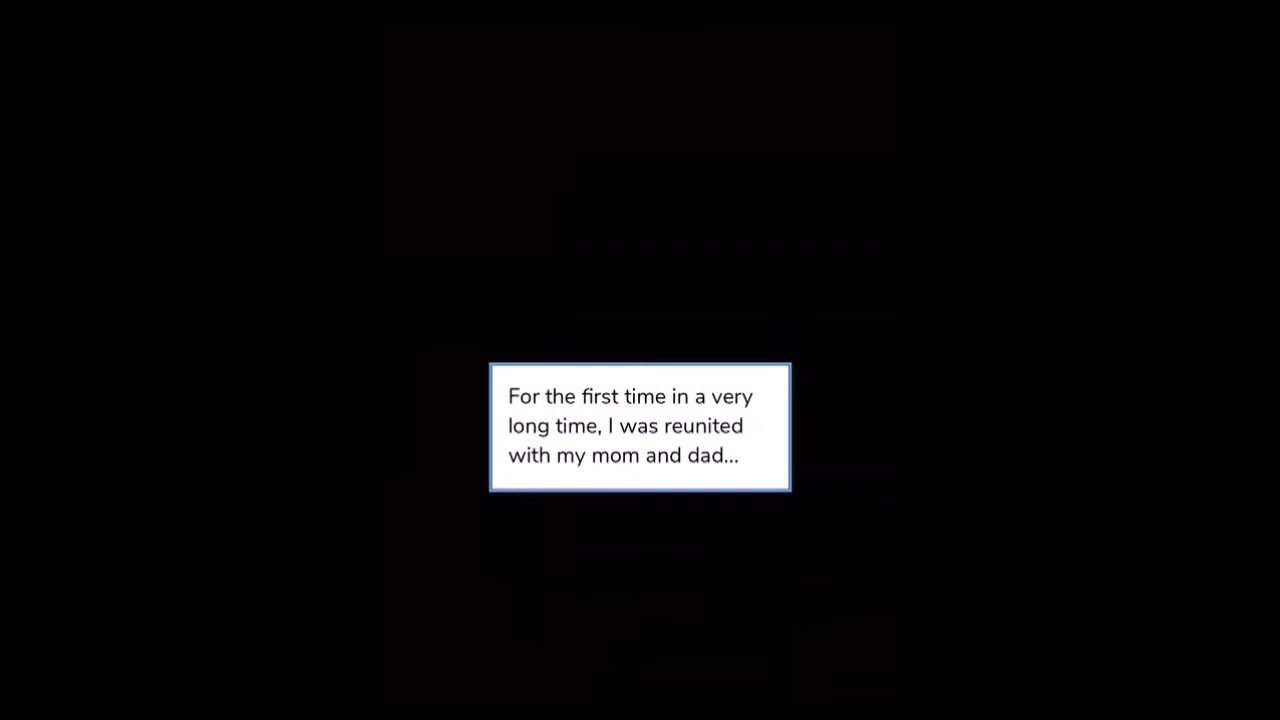 For the first time in a very
long time, I was reunited
with my mom and dad...